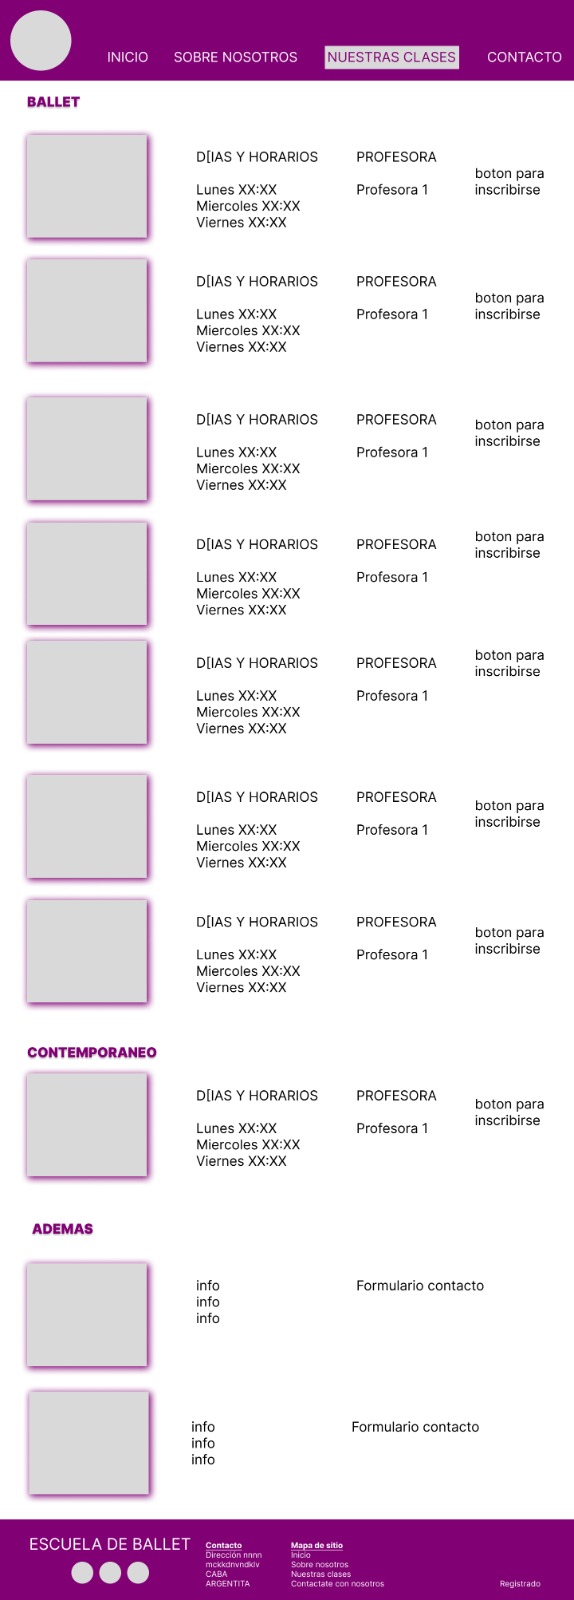 INICIO SOBRE NOSOTROS NUESTRAS CLASES CONTACTO
BALLET
D[IAS Y HORARIOS
Lunes XX:XX
Miercoles XX:XX
Viernes XX:XX
PROFESORA
Profesora 1
boton para
inscribirse
D[IAS Y HORARIOS
Lunes XX:XX
Miercoles XX:XX
Viernes XX:XX
PROFESORA
Profesora 1
boton para
inscribirse
D[IAS Y HORARIOS
Lunes XX:XX
Miercoles XX:XX
Viernes XX:XX
PROFESORA
Profesora 1
boton para
inscribirse
D[IAS Y HORARIOS
Lunes XX:XX
Miercoles XX:XX
Viernes XX:XX
PROFESORA
Profesora 1
boton para
inscribirse
D[IAS Y HORARIOS
Lunes XX:XX
Miercoles XX:XX
Viernes XX:XX
PROFESORA
Profesora 1
boton para
inscribirse
D[IAS Y HORARIOS
Lunes XX:XX
Miercoles XX:XX
Viernes XX:XX
PROFESORA
Profesora 1
boton para
inscribirse
D[IAS Y HORARIOS
Lunes XX:XX
Miercoles XX:XX
Viernes XX:XX
PROFESORA
Profesora 1
boton para
inscribirse
CONTEMPORANEO
D[IAS Y HORARIOS
Lunes XX:XX
Miercoles XX:XX
Viernes XX:XX
PROFESORA
Profesora 1
boton para
inscribirse
ADEMAS
info
info
info
Formulario contacto
info
info
info
Formulario contacto
ESCUELA DE BALLET
Contacto
Dirección nnnn
mckkdnvndklv
CABA
ARGENTITA
Mapa de sitio
Inicio
Sobre nosotros
Nuestras clases
Contactate con nosotros
Registrado